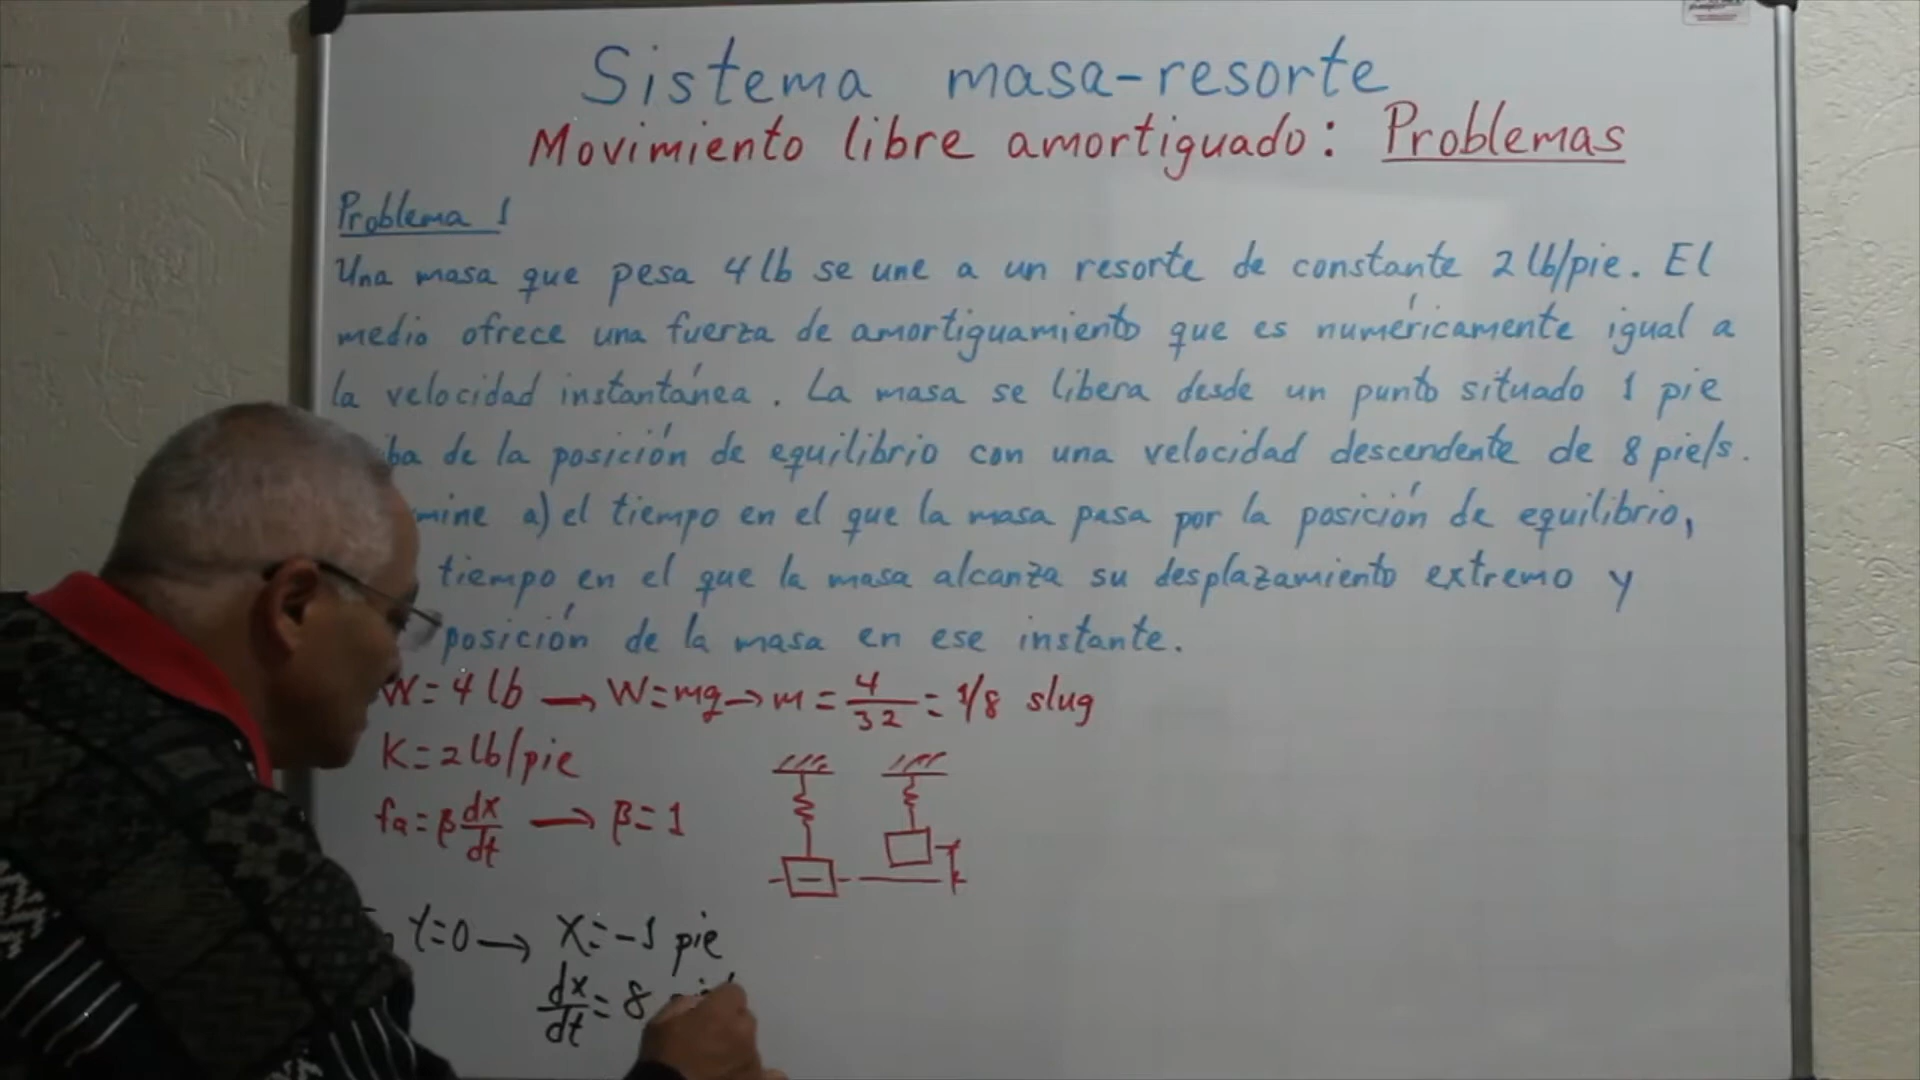 Sistema masa-resorte
Movimiento libre amortiguado: Problemas
Problema 1
Una masa que pesa 4 lb se une a un resorte de constante 2 lb/pie. El
medio ofrece una fuerza de amortiguamiento que es numéricamente igual a
la velocidad instantánea. La masa se libera desde un punto situado 1 pie
ba de la posición de equilibrio con una velocidad descendente de 8 pie/s.
mine a) el tiempo en el que la masa pasa por la posición de equilibrio,
tiempo en el que la masa alcanza su desplazamiento extremo y
posición de la masa en ese instante.
W=4 lb → W=mg → m = 4/32 = 1/8 slug
K=2 lb/pie
fa = β dx/dt → β=1
t=0 → X=-1 pie
dx/dt = 8